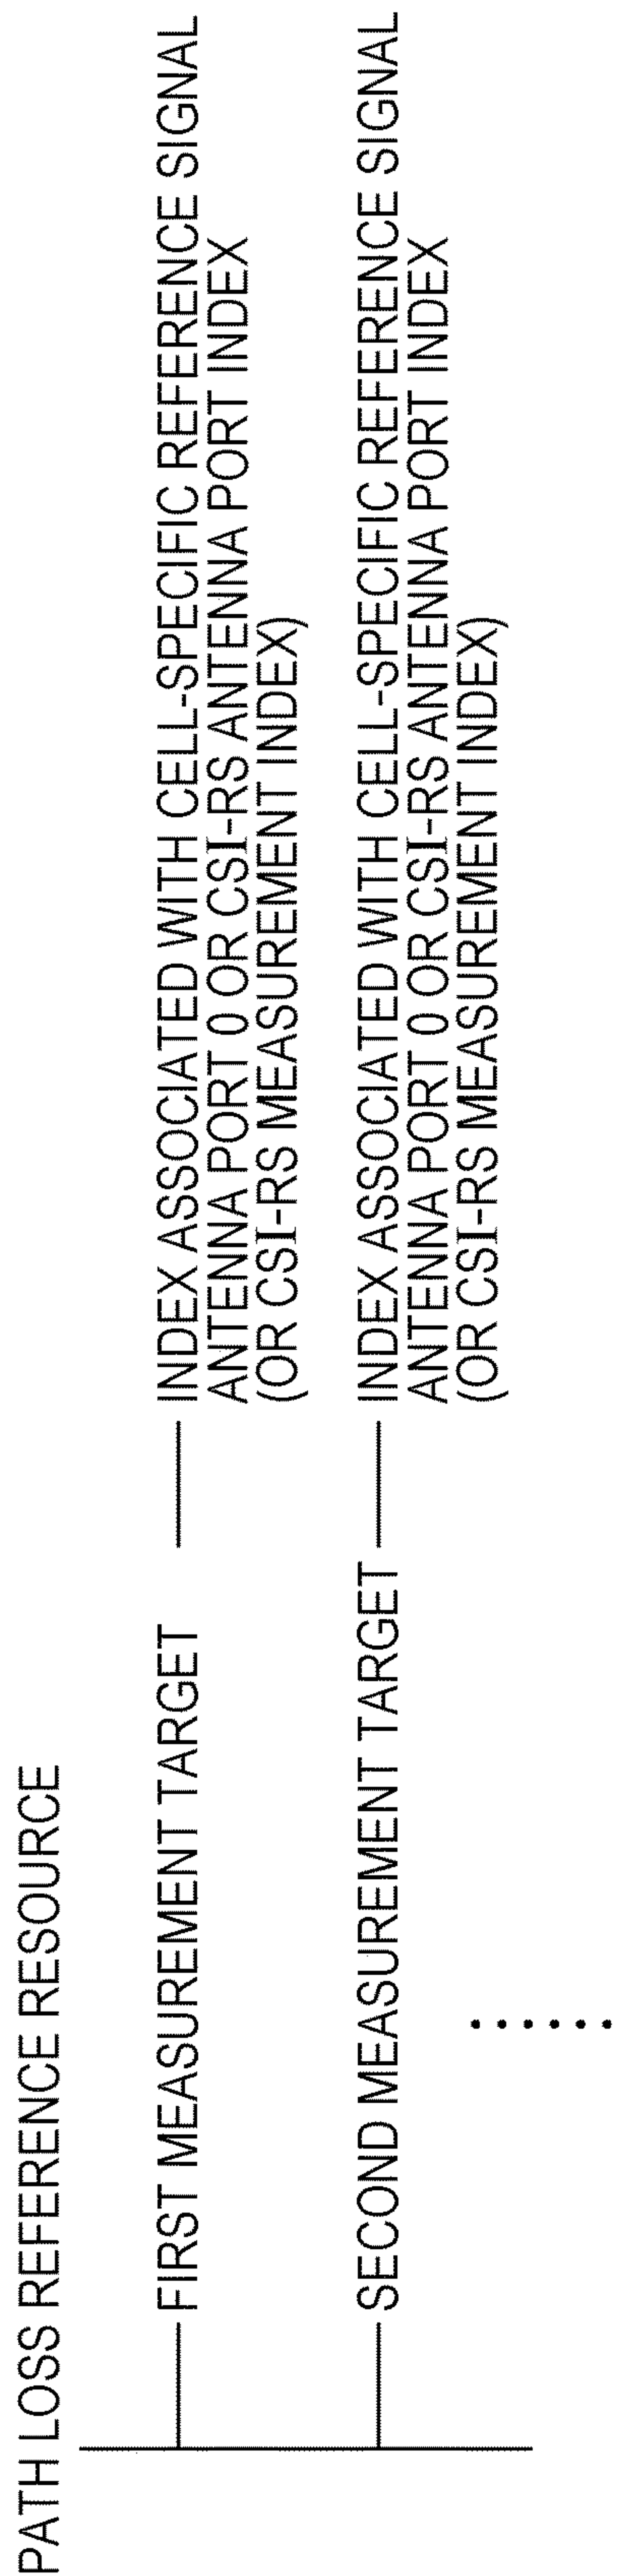 PATH LOSS REFERENCE RESOURCE
FIRST MEASUREMENT TARGET
INDEX ASSOCIATED WITH CELL-SPECIFIC REFERENCE SIGNAL
ANTENNA PORT 0 OR CSI-RS ANTENNA PORT INDEX
(OR CSI-RS MEASUREMENT INDEX)
SECOND MEASUREMENT TARGET
INDEX ASSOCIATED WITH CELL-SPECIFIC REFERENCE SIGNAL
ANTENNA PORT 0 OR CSI-RS ANTENNA PORT INDEX
(OR CSI-RS MEASUREMENT INDEX)